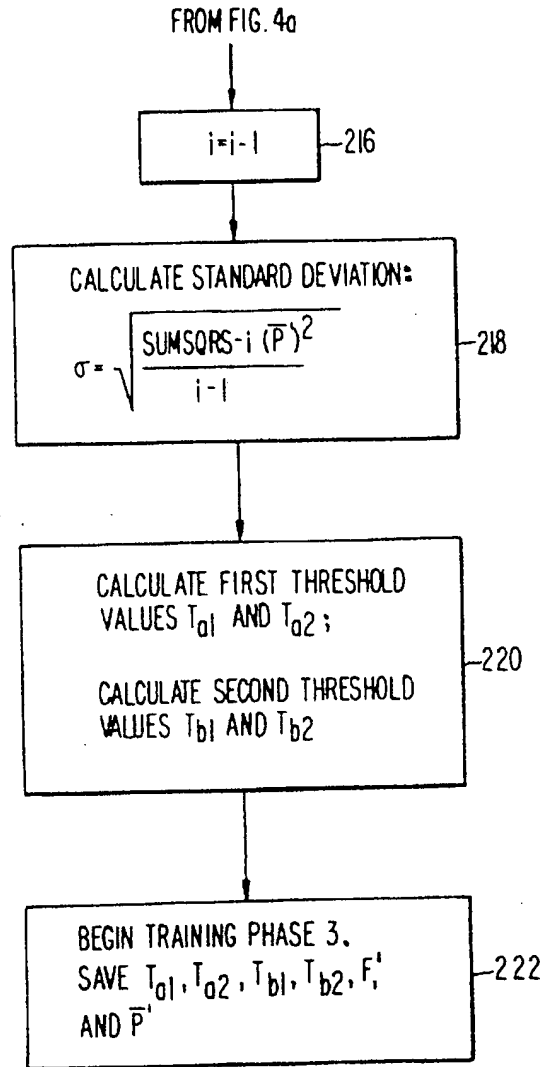 FROM FIG. 4a
i=i-1
216
CALCULATE STANDARD DEVIATION:
σ = √((SUMSQRS-i (P̅')²)/(i-1))
218
CALCULATE FIRST THRESHOLD
VALUES Ta1 AND Ta2;
CALCULATE SECOND THRESHOLD
VALUES Tb1 AND Tb2
220
BEGIN TRAINING PHASE 3.
SAVE Ta1, Ta2, Tb1, Tb2, F,'
AND P̅'
222